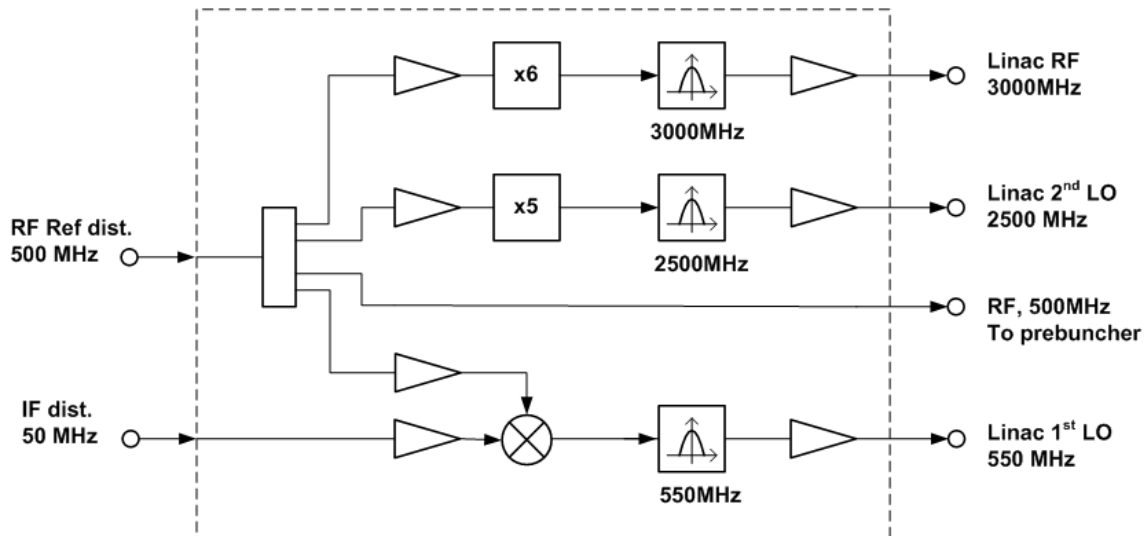 x6
Linac RF
3000MHz
3000MHz
x5
Linac 2nd LO
2500 MHz
2500MHz
RF Ref dist.
500 MHz
RF, 500MHz
To prebuncher
IF dist.
50 MHz
Linac 1st LO
550 MHz
550MHz